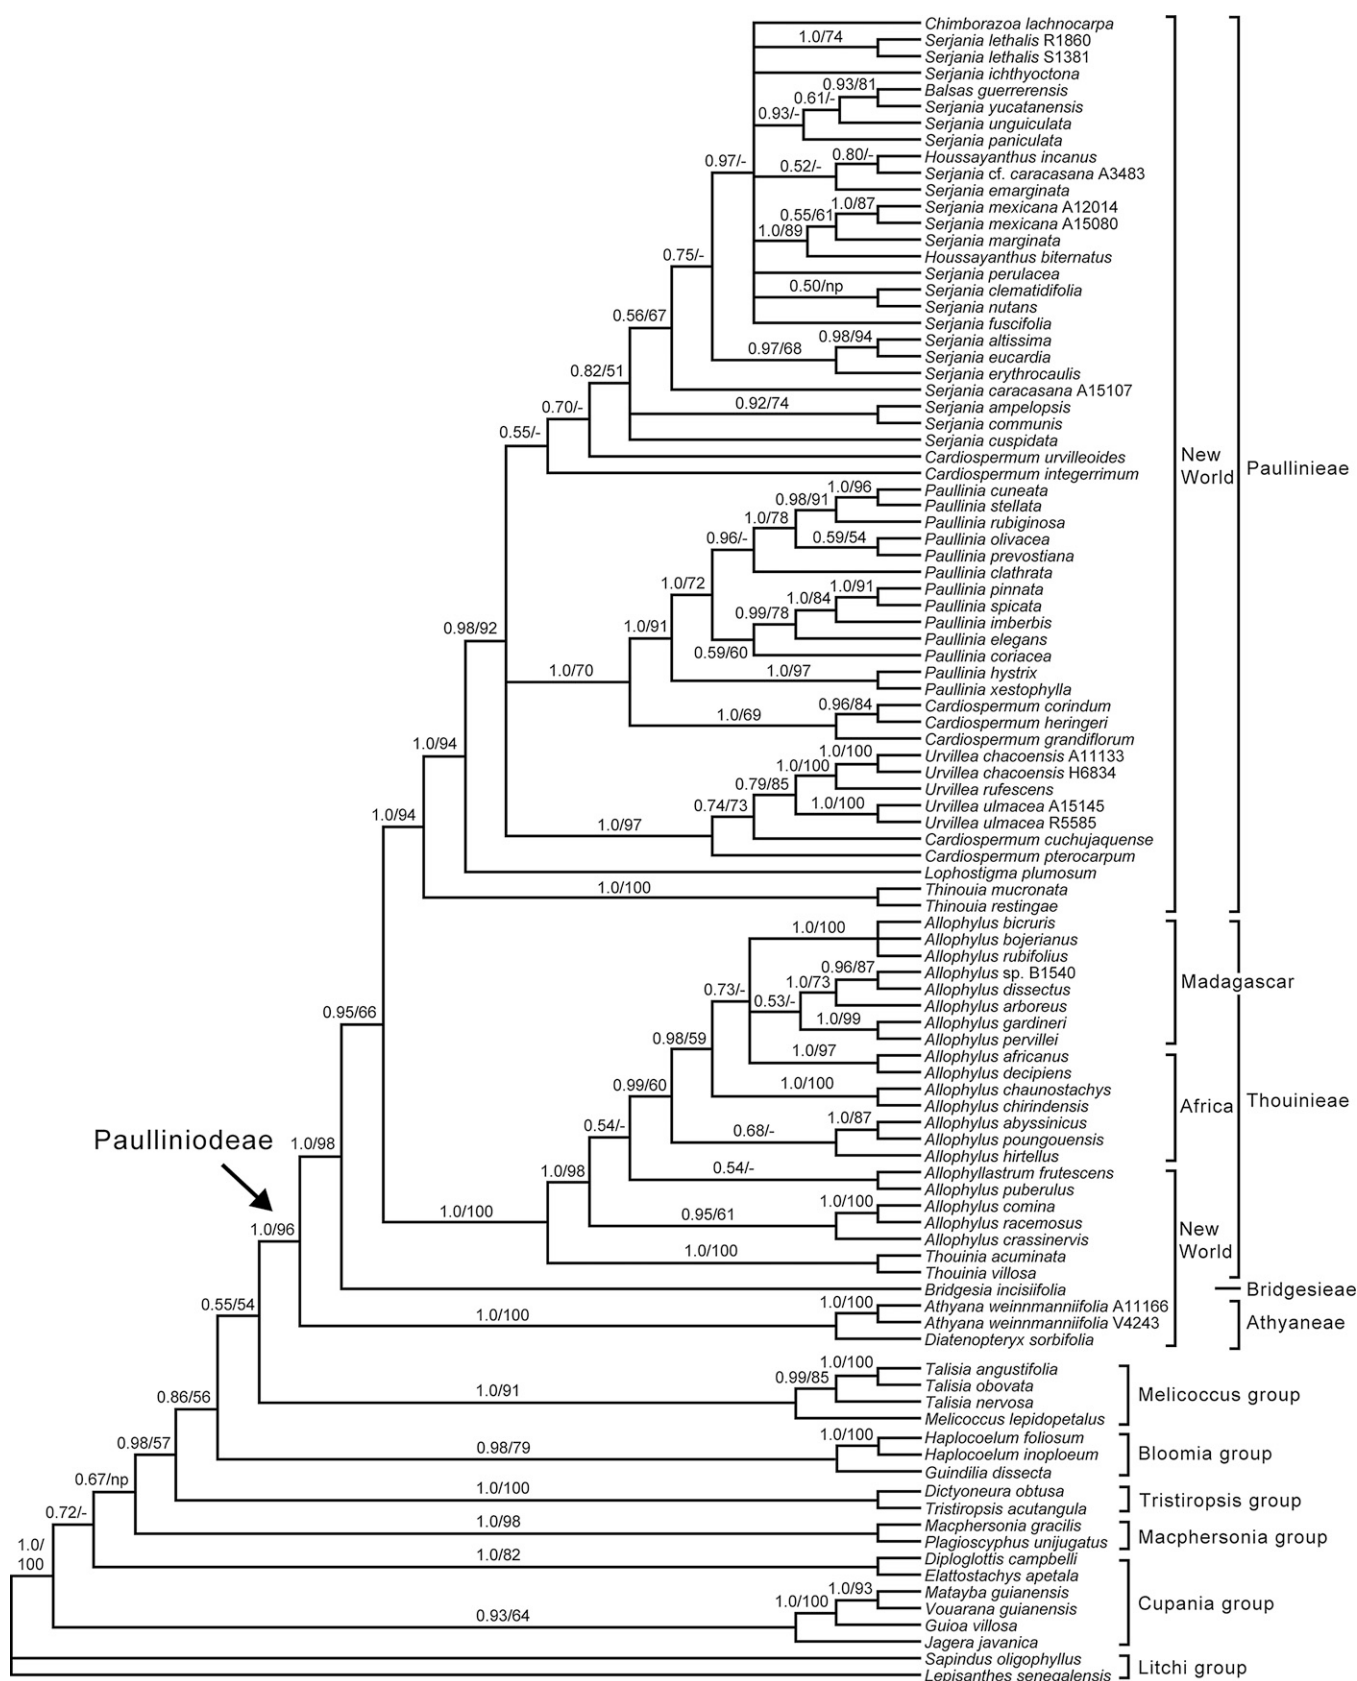 Chimborazoa lachnocarpa
1.0/74
Serjania lethalis R1860
Serjania lethalis S1381
Serjania ichthyoctona
0.93/81
Balsas guerrerensis
0.61/-
Serjania yucatanensis
0.93/-
Serjania unguiculata
Serjania paniculata
0.97/-
0.80/-
Houssayanthus incanus
0.52/-
Serjania cf. caracasana A3483
Serjania emarginata
1.0/87
Serjania mexicana A12014
0.55/61
Serjania mexicana A15080
1.0/89
Serjania marginata
Houssayanthus biternatus
0.75/-
Serjania perulacea
0.50/np
Serjania clematidifolia
Serjania nutans
0.56/67
Serjania fuscifolia
0.98/94
Serjania altissima
0.97/68
Serjania eucardia
Serjania erythrocaulis
0.82/51
Serjania caracasana A15107
0.92/74
Serjania ampelopsis
0.70/-
Serjania communis
0.55/-
Serjania cuspidata
Cardiospermum urvilleoides
New
World
Paullinieae
Cardiospermum integerrimum
1.0/96
Paullinia cuneata
0.98/91
Paullinia stellata
1.0/78
Paullinia rubiginosa
0.96/-
0.59/54
Paullinia olivacea
Paullinia prevostiana
Paullinia clathrata
1.0/72
1.0/91
Paullinia pinnata
1.0/84
Paullinia spicata
0.99/78
Paullinia imberbis
0.98/92
1.0/91
Paullinia elegans
0.59/60
Paullinia coriacea
1.0/70
1.0/97
Paullinia hystrix
Paullinia xestophylla
0.96/84
Cardiospermum corindum
1.0/69
Cardiospermum heringeri
Cardiospermum grandiflorum
1.0/94
1.0/100
Urvillea chacoensis A11133
1.0/100
Urvillea chacoensis H6834
0.79/85
Urvillea rufescens
0.74/73
1.0/100
Urvillea ulmacea A15145
1.0/94
1.0/97
Urvillea ulmacea R5585
Cardiospermum cuchujaquense
Cardiospermum pterocarpum
Lophostigma plumosum
1.0/100
Thinouia mucronata
Thinouia restingae
1.0/100
Allophylus bicruris
Allophylus bojerianus
Allophylus rubifolius
0.96/87
Allophylus sp. B1540
1.0/73
Allophylus dissectus
0.73/-
Madagascar
0.53/-
Allophylus arboreus
0.95/66
1.0/99
Allophylus gardineri
0.98/59
Allophylus pervillei
1.0/97
Allophylus africanus
Allophylus decipiens
0.99/60
1.0/100
Allophylus chaunostachys
Africa
Thouinieae
Allophylus chirindensis
1.0/87
Allophylus abyssinicus
Paulliniodeae
0.54/-
0.68/-
Allophylus poungouensis
1.0/98
Allophylus hirtellus
1.0/98
0.54/-
Allophyllastrum frutescens
Allophylus puberulus
1.0/100
Allophylus comina
1.0/100
0.95/61
Allophylus racemosus
New
World
1.0/96
Allophylus crassinervis
1.0/100
Thouinia acuminata
Thouinia villosa
Bridgesia incisiifolia
Bridgesieae
0.55/54
1.0/100
Athyana weinnmanniifolia A11166
1.0/100
Athyana weinnmanniifolia V4243
Athyaneae
Diatenopteryx sorbifolia
1.0/100
Talisia angustifolia
0.99/85
Talisia obovata
1.0/91
Melicoccus group
0.86/56
Talisia nervosa
Melicoccus lepidopetalus
1.0/100
Haplocoelum foliosum
0.98/57
0.98/79
Haplocoelum inoploeum
Bloomia group
Guindilia dissecta
0.67/np
1.0/100
Dictyoneura obtusa
Tristiropsis group
Tristiropsis acutangula
0.72/-
1.0/98
Macphersonia gracilis
Macphersonia group
Plagioscyphus unijugatus
1.0/
100
1.0/82
Diploglottis campbelli
Elattostachys apetala
1.0/93
Matayba guianensis
Cupania group
1.0/100
Vouarana guianensis
0.93/64
Guioa villosa
Jagera javanica
Sapindus oligophyllus
Litchi group
Lepisanthes senegalensis